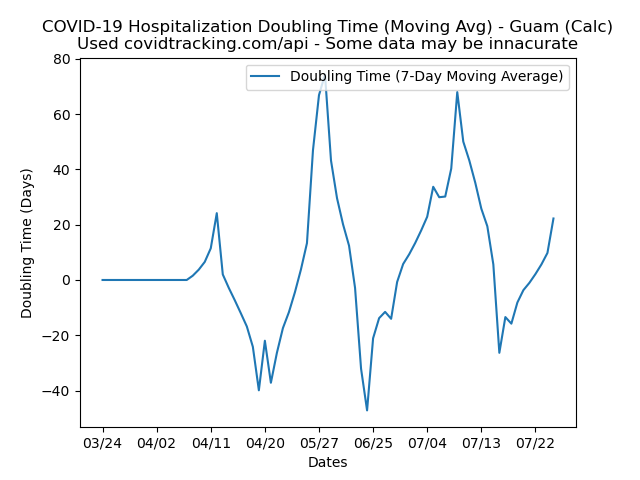 COVID-19 Hospitalization Doubling Time (Moving Avg) - Guam (Calc)
Used covidtracking.com/api - Some data may be innacurate
Doubling Time (7-Day Moving Average)
80
60
40
20
0
−20
−40
Doubling Time (Days)
03/24 04/02 04/11 04/20 05/27 06/25 07/04 07/13 07/22
Dates